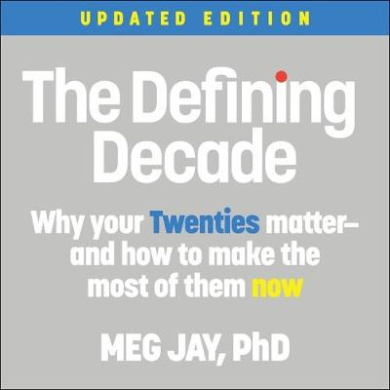 UPDATED EDITION
The Defining
Decade
Why your Twenties matter–
and how to make the
most of them now
MEG JAY, PhD